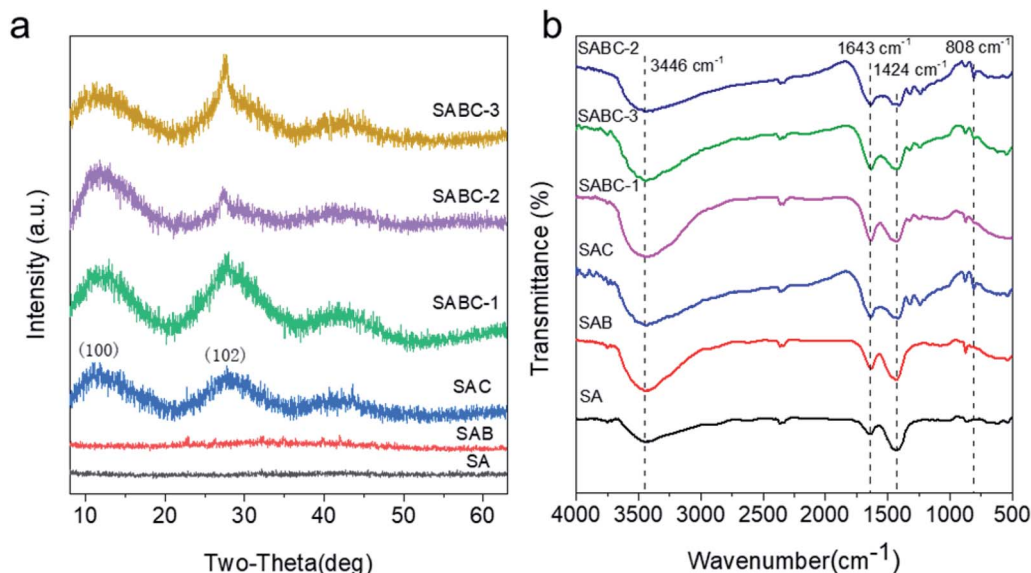 a
SABC-3
SABC-2
SABC-1
(100)
(102)
SAC
SAB
SA
Intensity (a.u.)
10 20 30 40 50 60
Two-Theta(deg)
b
SABC-2
3446 cm⁻¹
1643 cm⁻¹
808 cm⁻¹
1424 cm⁻¹
SABC-3
SABC-1
SAC
SAB
SA
Transmittance (%)
4000 3500 3000 2500 2000 1500 1000 500
Wavenumber(cm⁻¹)